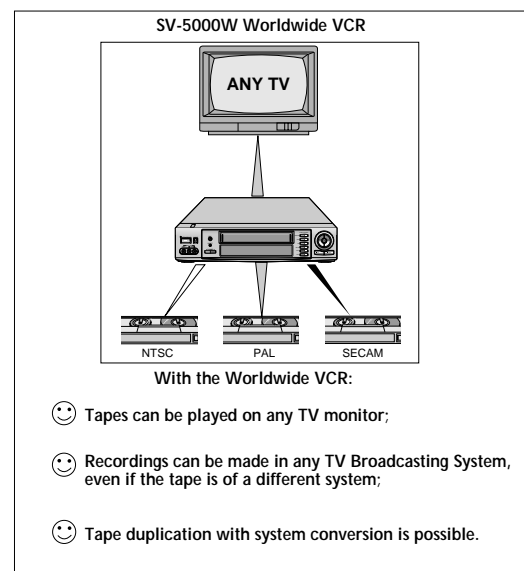 SV-5000W Worldwide VCR
ANY TV
NTSC PAL SECAM
With the Worldwide VCR:
Tapes can be played on any TV monitor;
Recordings can be made in any TV Broadcasting System,
even if the tape is of a different system;
Tape duplication with system conversion is possible.